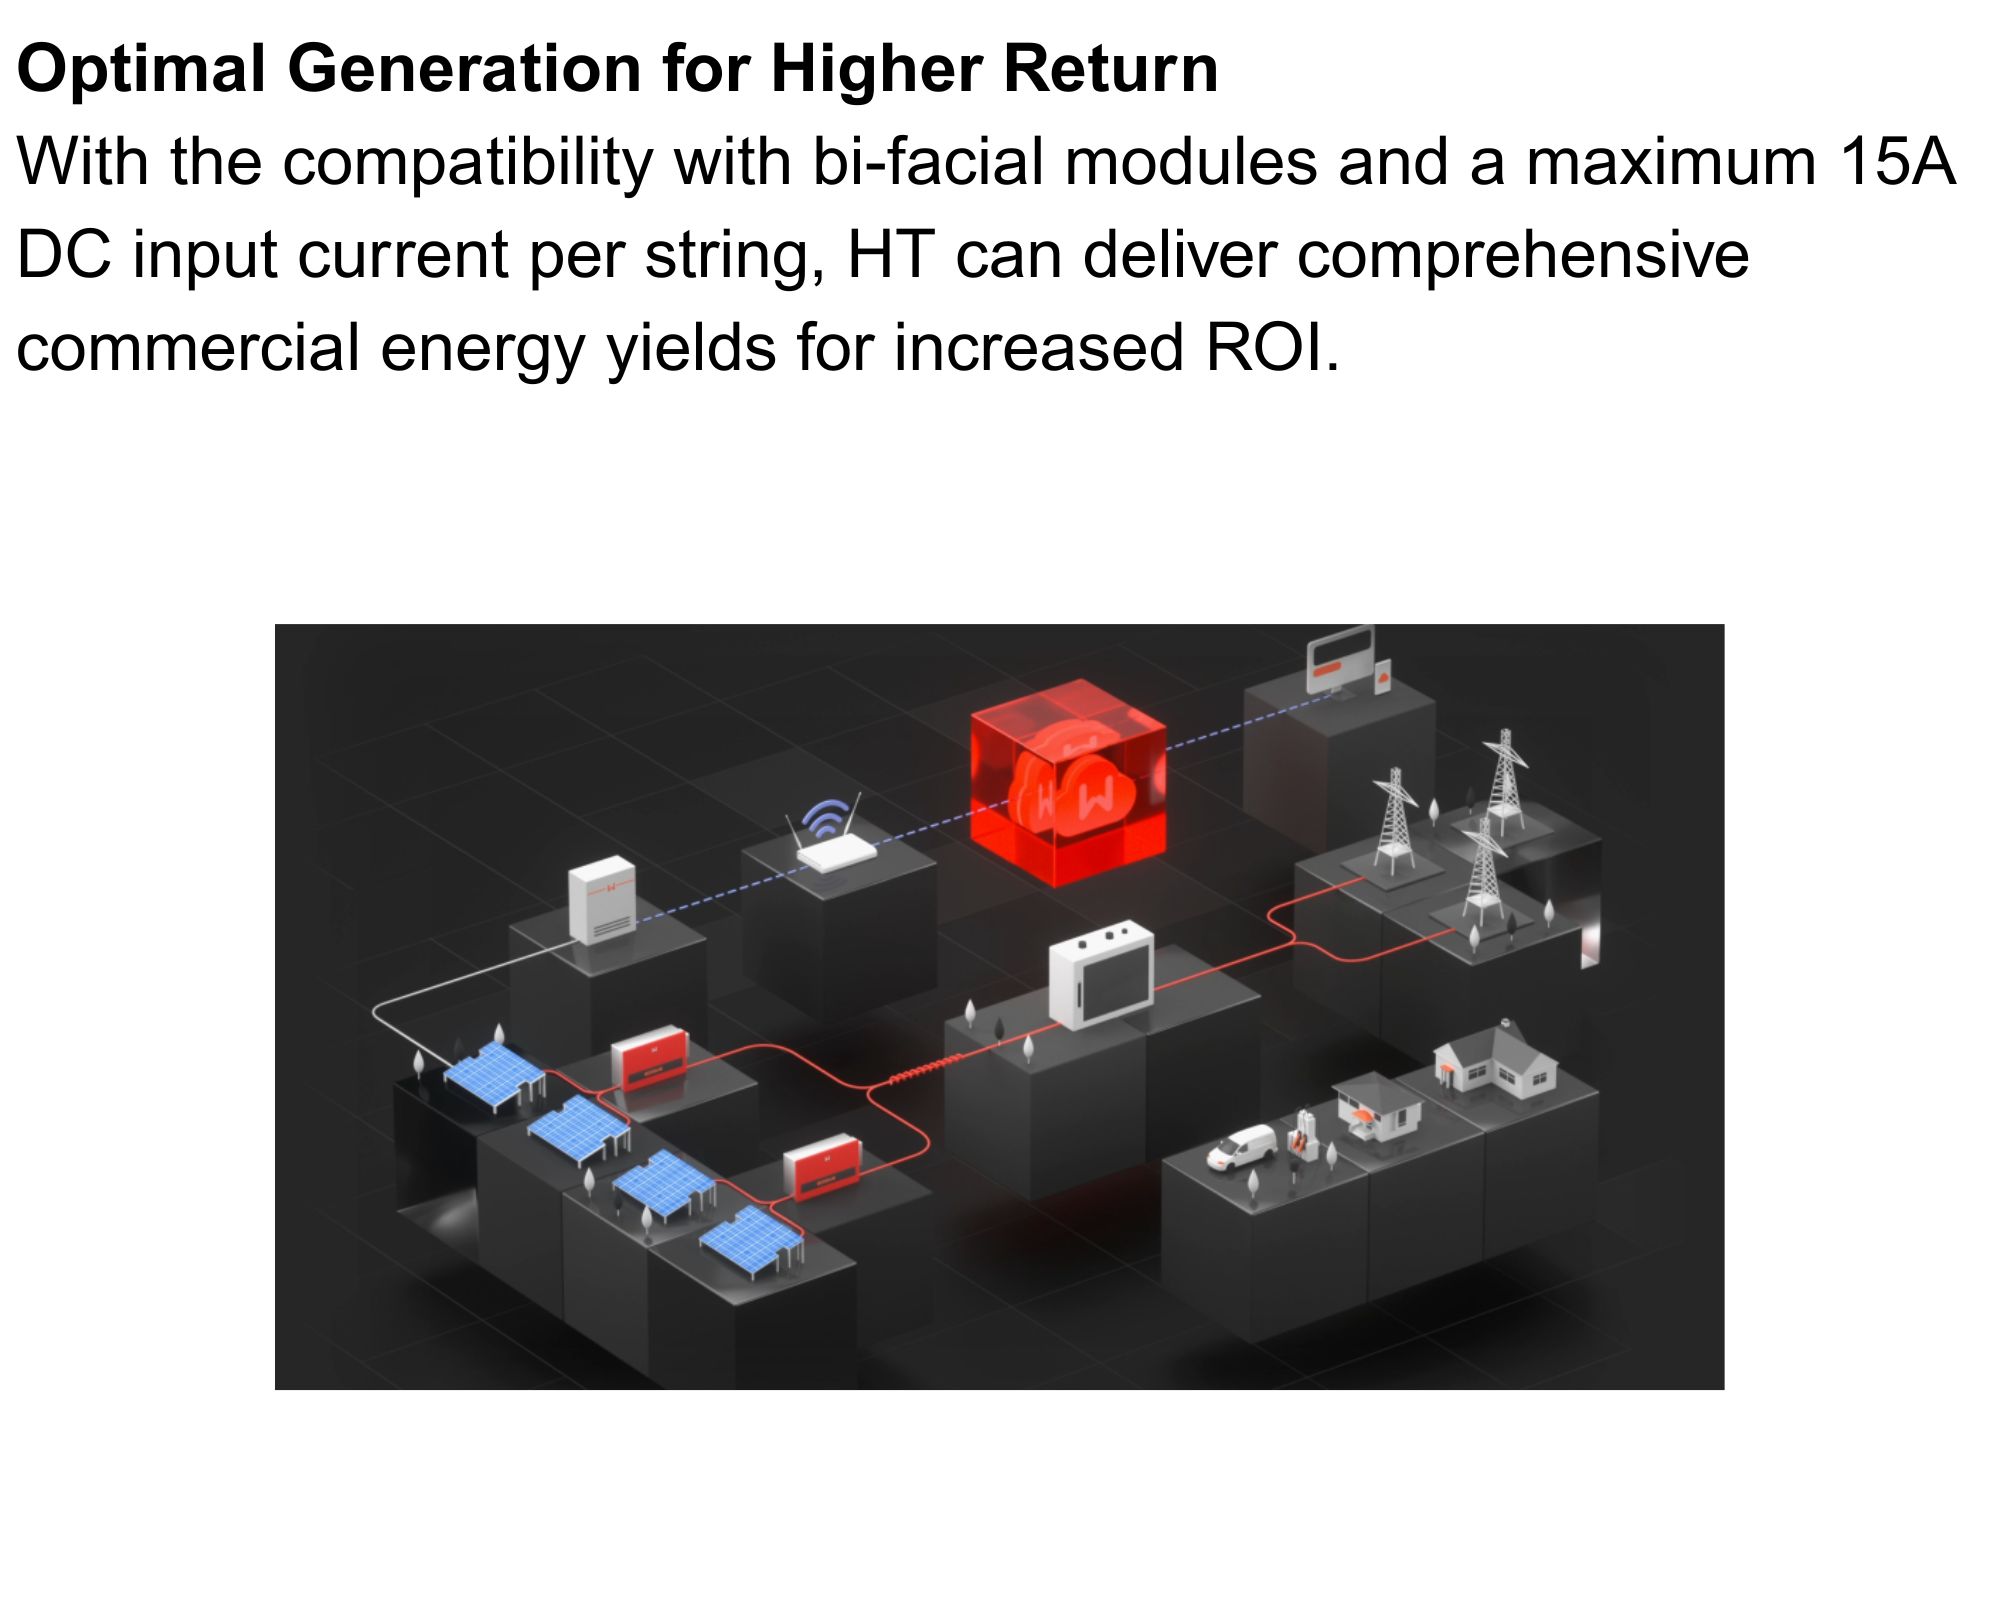 Optimal Generation for Higher Return
With the compatibility with bi-facial modules and a maximum 15A
DC input current per string, HT can deliver comprehensive
commercial energy yields for increased ROI.